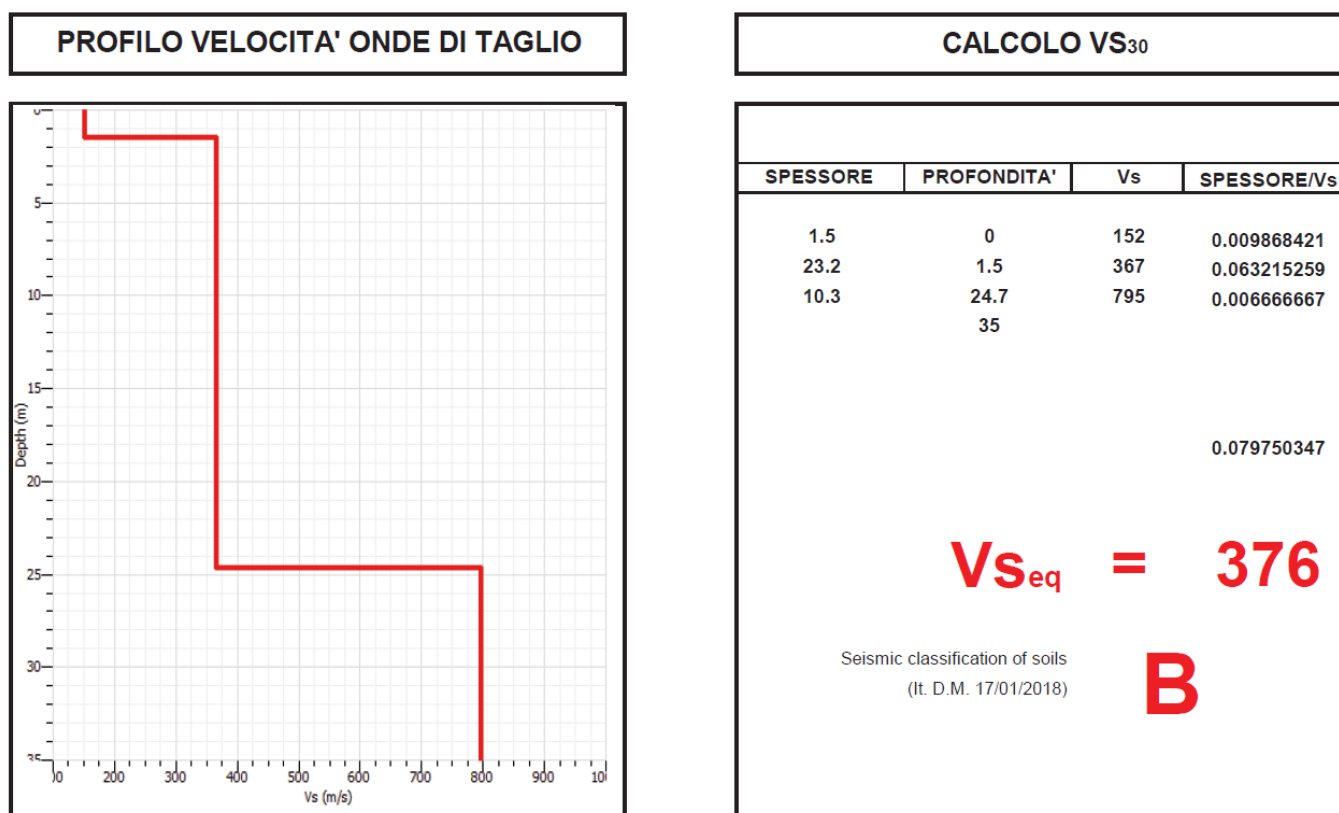 PROFILO VELOCITA' ONDE DI TAGLIO
5
10
15
20
25
30
35
Depth (m)
00 200 300 400 500 600 700 800 900 10
Vs (m/s)
CALCOLO VS30
SPESSORE PROFONDITA' Vs SPESSORE/Vs
1.5 0 152 0.009868421
23.2 1.5 367 0.063215259
10.3 24.7 795 0.006666667
35
0.079750347
Vseq = 376
Seismic classification of soils
(It. D.M. 17/01/2018)
B